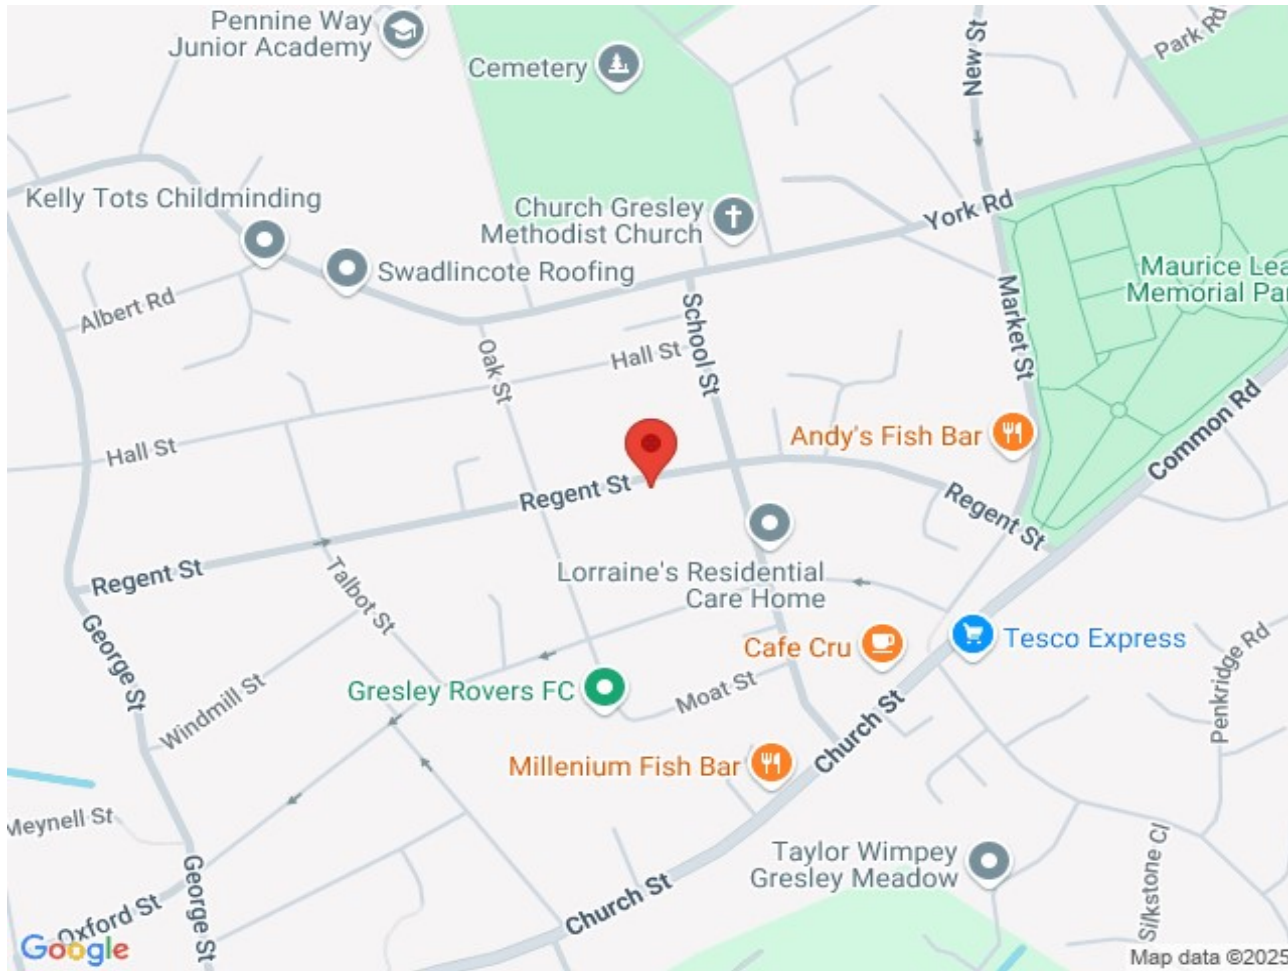 Pennine Way
Junior Academy
Cemetery
New St
Park Rd
Kelly Tots Childminding
Church Gresley
Methodist Church
York Rd
Swadlincote Roofing
Albert Rd
Maurice Lea
Memorial Par
School St
Market St
Oak St
Hall St
Common Rd
Hall St
Andy's Fish Bar
Regent St
Regent St
Regent St
Talbot St
Lorraine's Residential
Care Home
George St
Cafe Cru
Tesco Express
Penkridge Rd
Gresley Rovers FC
Moat St
Windmill St
Church St
Millenium Fish Bar
Meynell St
Taylor Wimpey
Gresley Meadow
Silkstone Cl
George St
Church St
Oxford St
Google
Map data ©2025